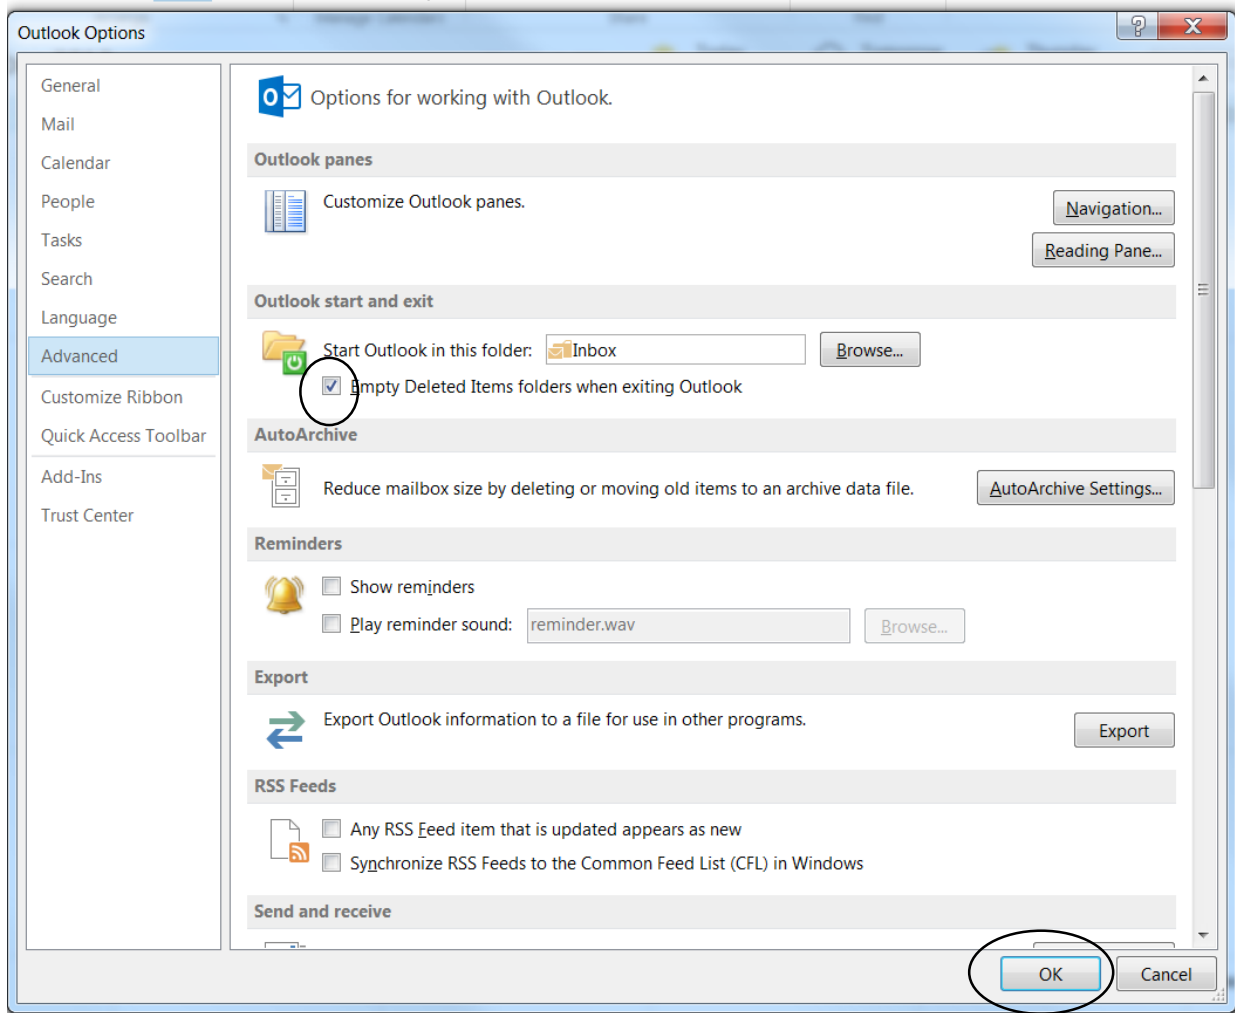 Outlook Options
General
Mail
Calendar
People
Tasks
Search
Language
Advanced
Customize Ribbon
Quick Access Toolbar
Add-Ins
Trust Center
Options for working with Outlook.
Outlook panes
Customize Outlook panes.
Navigation...
Reading Pane...
Outlook start and exit
Start Outlook in this folder: Inbox Browse...
Empty Deleted Items folders when exiting Outlook
AutoArchive
Reduce mailbox size by deleting or moving old items to an archive data file. AutoArchive Settings...
Reminders
Show reminders
Play reminder sound: reminder.wav Browse...
Export
Export Outlook information to a file for use in other programs.
Export
RSS Feeds
Any RSS Feed item that is updated appears as new
Synchronize RSS Feeds to the Common Feed List (CFL) in Windows
Send and receive
OK Cancel